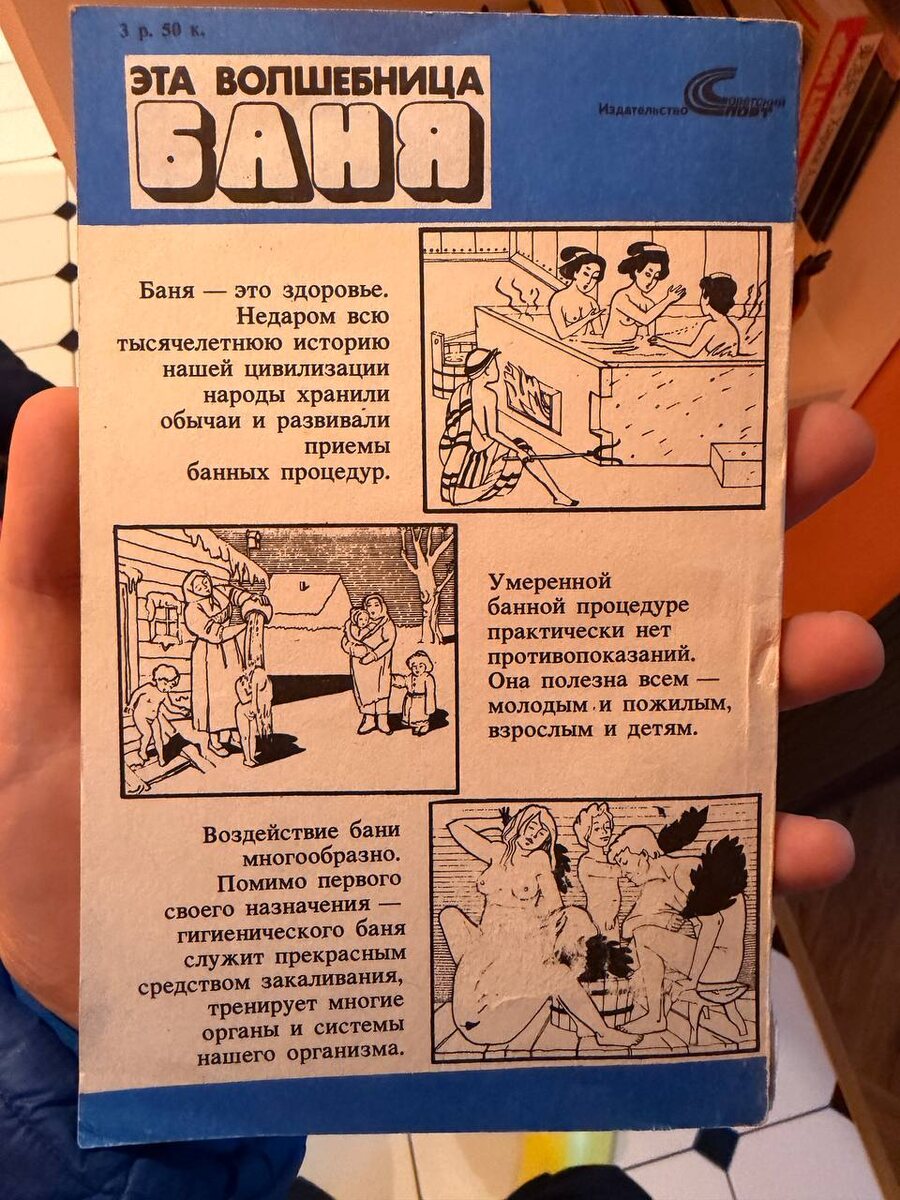 3 р. 50 к.
ЭТА ВОЛШЕБНИЦА
БАНЯ
Издательство Советский спорт
Баня — это здоровье.
Недаром всю
тысячелетнюю историю
нашей цивилизации
народы хранили
обычаи и развивали
приемы
банных процедур.
Умеренной
банной процедуре
практически нет
противопоказаний.
Она полезна всем —
молодым и пожилым,
взрослым и детям.
Воздействие бани
многообразно.
Помимо первого
своего назначения —
гигиенического баня
служит прекрасным
средством закаливания,
тренирует многие
органы и системы
нашего организма.